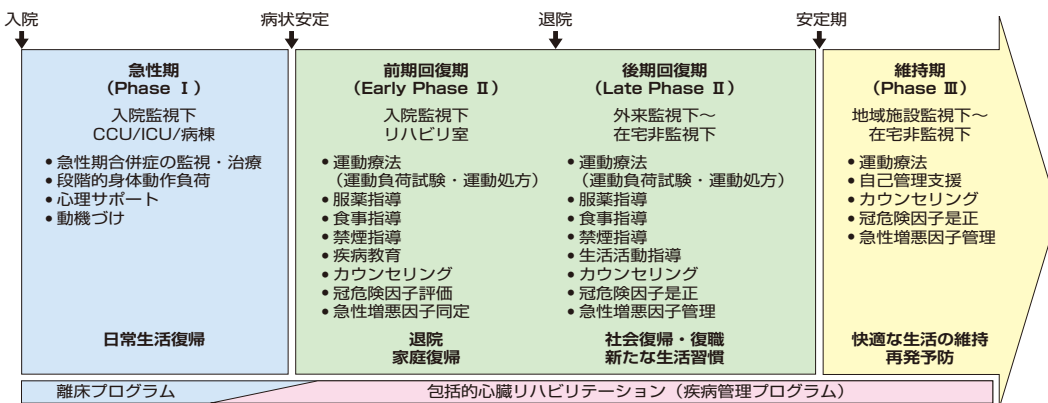 入院
病状安定
退院
安定期
急性期
(Phase Ⅰ)
入院監視下
CCU/ICU/病棟
• 急性期合併症の監視・治療
• 段階的身体動作負荷
• 心理サポート
• 動機づけ
日常生活復帰
前期回復期
(Early Phase Ⅱ)
入院監視下
リハビリ室
• 運動療法
(運動負荷試験・運動処方)
• 服薬指導
• 食事指導
• 禁煙指導
• 疾病教育
• カウンセリング
• 冠危険因子評価
• 急性増悪因子同定
退院
家庭復帰
後期回復期
(Late Phase Ⅱ)
外来監視下〜
在宅非監視下
• 運動療法
(運動負荷試験・運動処方)
• 服薬指導
• 食事指導
• 禁煙指導
• 生活活動指導
• カウンセリング
• 冠危険因子是正
• 急性増悪因子管理
社会復帰・復職
新たな生活習慣
維持期
(Phase Ⅲ)
地域施設監視下〜
在宅非監視下
• 運動療法
• 自己管理支援
• カウンセリング
• 冠危険因子是正
• 急性増悪因子管理
快適な生活の維持
再発予防
離床プログラム
包括的心臓リハビリテーション(疾病管理プログラム)